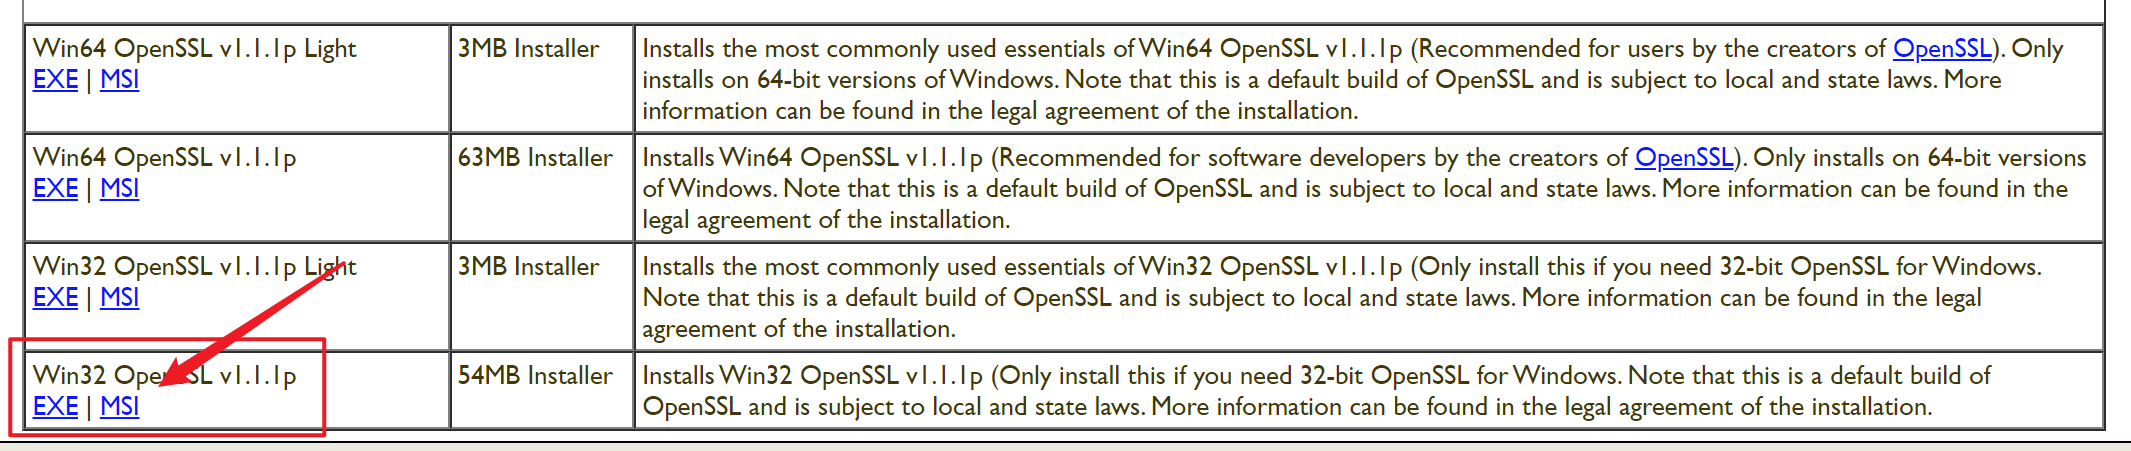 Win64 OpenSSL v1.1.1p Light
EXE | MSI
3MB Installer
Installs the most commonly used essentials of Win64 OpenSSL v1.1.1p (Recommended for users by the creators of OpenSSL). Only
installs on 64-bit versions of Windows. Note that this is a default build of OpenSSL and is subject to local and state laws. More
information can be found in the legal agreement of the installation.
Win64 OpenSSL v1.1.1p
EXE | MSI
63MB Installer
Installs Win64 OpenSSL v1.1.1p (Recommended for software developers by the creators of OpenSSL). Only installs on 64-bit versions
of Windows. Note that this is a default build of OpenSSL and is subject to local and state laws. More information can be found in the
legal agreement of the installation.
Win32 OpenSSL v1.1.1p Light
EXE | MSI
3MB Installer
Installs the most commonly used essentials of Win32 OpenSSL v1.1.1p (Only install this if you need 32-bit OpenSSL for Windows.
Note that this is a default build of OpenSSL and is subject to local and state laws. More information can be found in the legal
agreement of the installation.
Win32 OpenSSL v1.1.1p
EXE | MSI
54MB Installer
Installs Win32 OpenSSL v1.1.1p (Only install this if you need 32-bit OpenSSL for Windows. Note that this is a default build of
OpenSSL and is subject to local and state laws. More information can be found in the legal agreement of the installation.